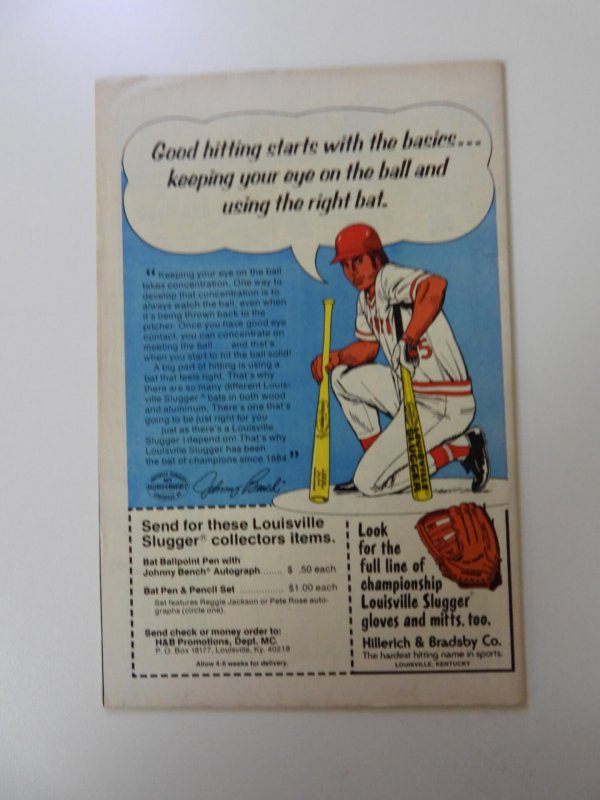 Good hitting starts with the basics...
keeping your eye on the ball and
using the right bat.
“ Keeping your eye on the ball
takes concentration. One way to
develop that concentration is to
always watch the ball, even when
it's being thrown back to the
pitcher. Once you have good eye
contact, you can concentrate on
meeting the ball . . . and that's
when you start to hit the ball solid!
A big part of hitting is using a
bat that feels right. That's why
there are so many different Louis-
ville Slugger® bats in both wood
and aluminum. There's one that's
going to be just right for you
. . . just as there's a Louisville
Slugger I depend on! That's why
Louisville Slugger has been
the bat of champions since 1884.”
Johnny Bench
Send for these Louisville
Slugger® collectors items.
Bat Ballpoint Pen with
Johnny Bench® Autograph....... $ .50 each
Bat Pen & Pencil Set .............. $1.00 each
Set features Reggie Jackson or Pete Rose auto-
graphs (circle one).
Send check or money order to:
H&B Promotions, Dept. MC
P. O. Box 18177, Louisville, Ky. 40218
Allow 4-6 weeks for delivery.
Look
for the
full line of
championship
Louisville Slugger®
gloves and mitts, too.
Hillerich & Bradsby Co.
The hardest hitting name in sports.
LOUISVILLE, KENTUCKY